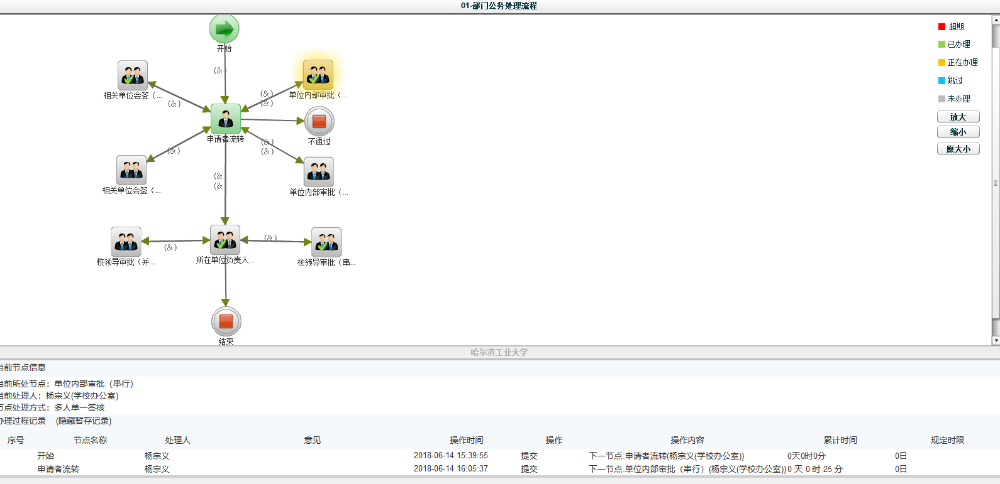 01-部门公务处理流程
开始
(&
超期
已办理
正在办理
跳过
未办理
放大
缩小
原大小
相关单位会签（...
(&)
(&)
(&)
单位内部审批（...
申请者流转
不通过
(&)
(&)
(&)
相关单位会签（...
单位内部审批（...
(&
(&
校领导审批（并...
(&)
所在单位负责人...
(&)
校领导审批（串...
结束
哈尔滨工业大学
当前节点信息
当前所处节点：单位内部审批（串行）
当前处理人：杨宗义(学校办公室)
节点处理方式：多人单一签核
办理过程记录 (隐藏暂存记录)
序号 节点名称 处理人 意见 操作时间 操作 操作内容 累计时间 规定时限
开始 杨宗义 2018-06-14 15:39:55 提交 下一节点:申请者流转(杨宗义(学校办公室)) 0天0时0分 0日
申请者流转 杨宗义 2018-06-14 16:05:37 提交 下一节点:单位内部审批（串行）(杨宗义(学校办公室)) 0 天 0 时 25 分 0日